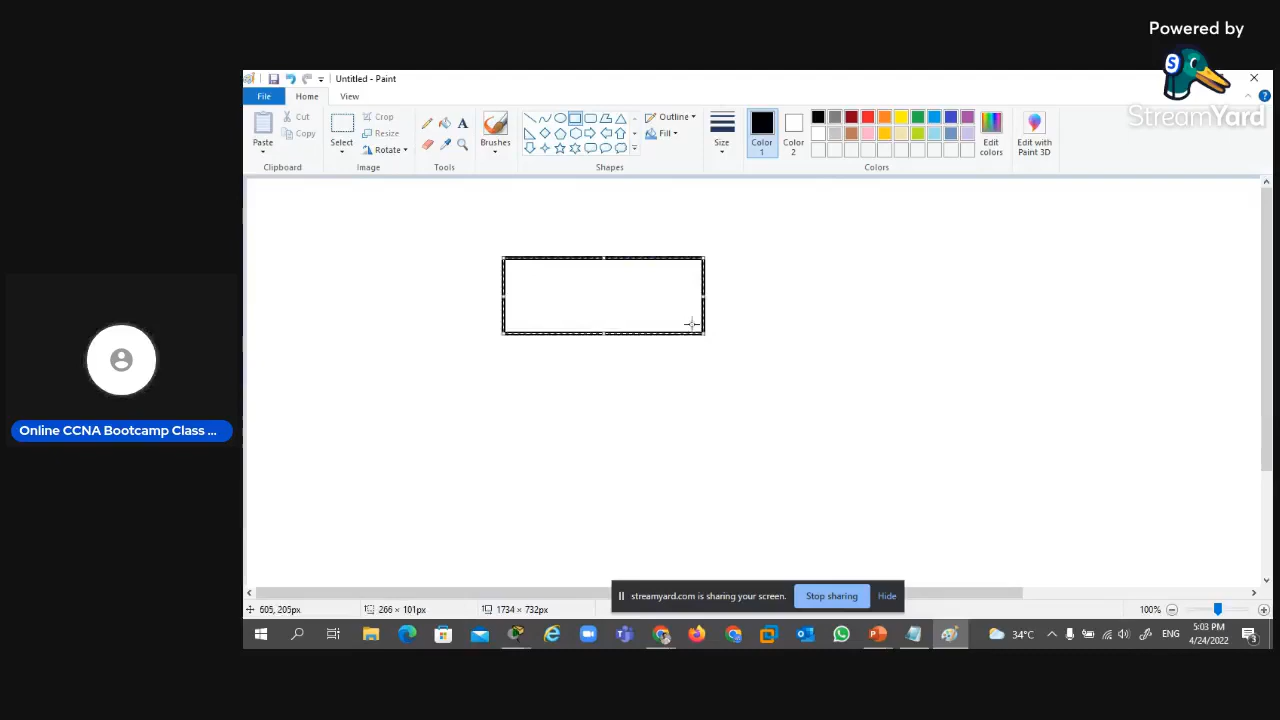 Powered by
S
StreamYard
Untitled - Paint
File
Home
View
Paste
Cut
Copy
Clipboard
Select
Crop
Resize
Rotate
Image
A
Tools
Brushes
Outline
Fill
Shapes
Size
Color 1
Color 2
Edit colors
Colors
Edit with Paint 3D
?
Online CCNA Bootcamp Class ...
streamyard.com is sharing your screen.
Stop sharing
Hide
605, 205px
266 × 101px
1734 × 732px
100%
34°C
ENG
5:03 PM
4/24/2022
3